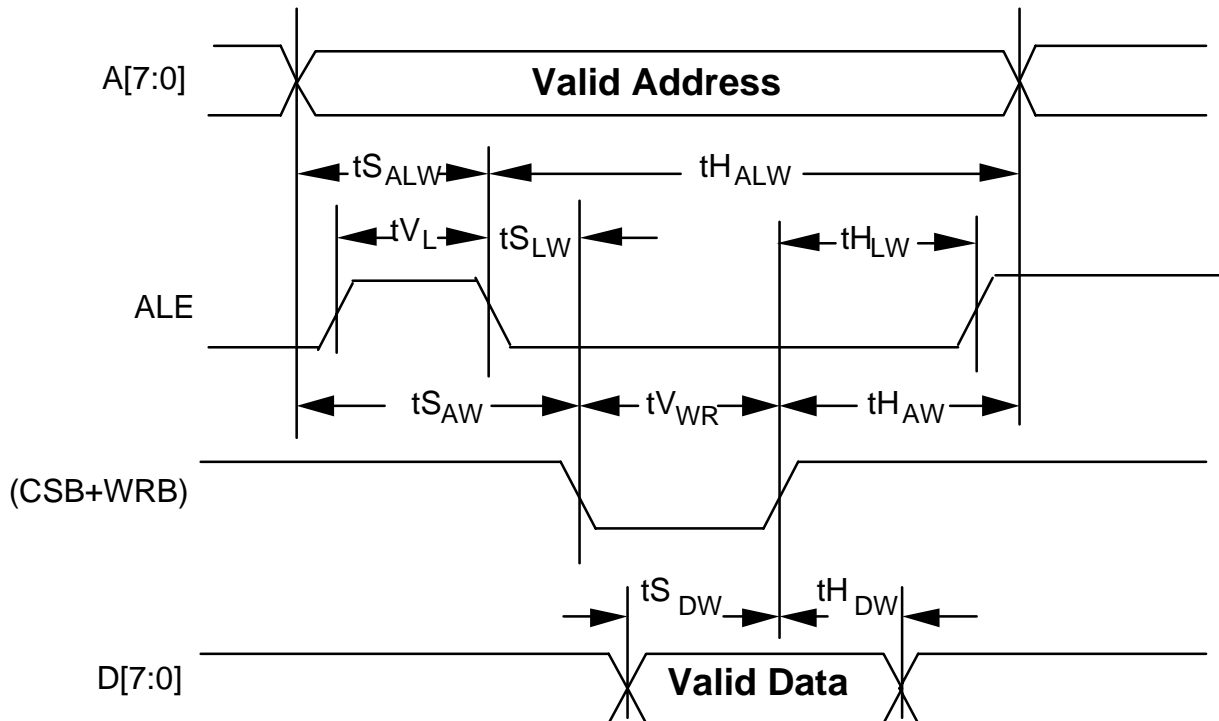 A[7:0]
Valid Address
tSALW
tHALW
tVL
tSLW
tHLW
ALE
tSAW
tVWR
tHAW
(CSB+WRB)
tS DW
tH DW
D[7:0]
Valid Data